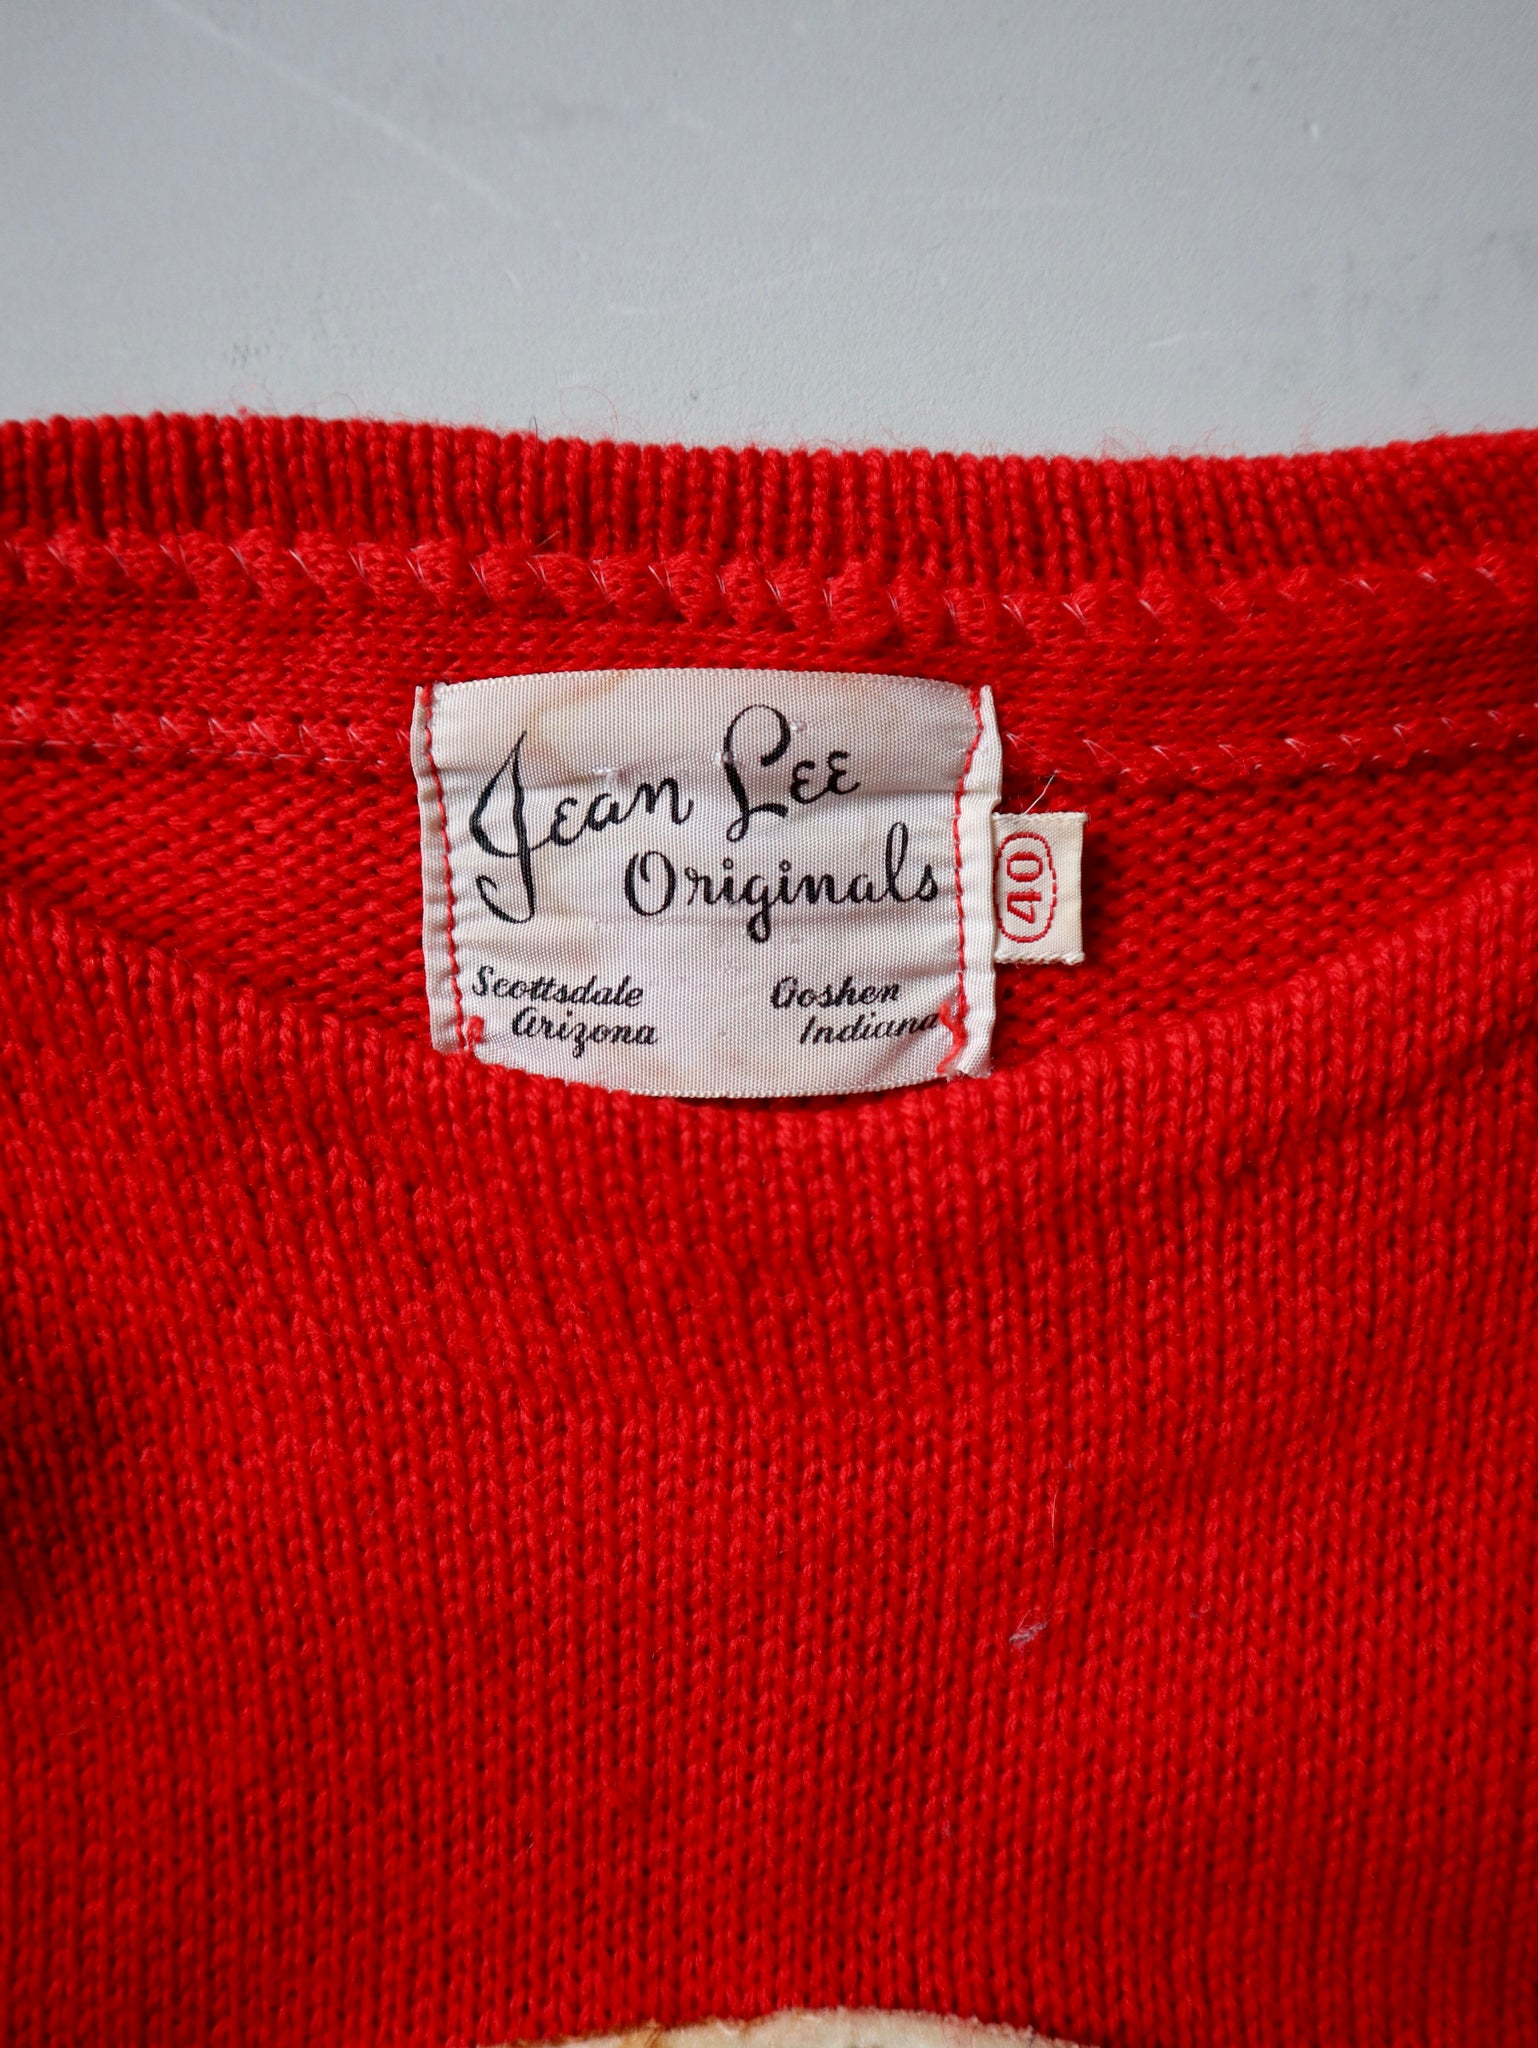 Jean Lee
Originals
Scottsdale
Arizona
Goshen
Indiana
40